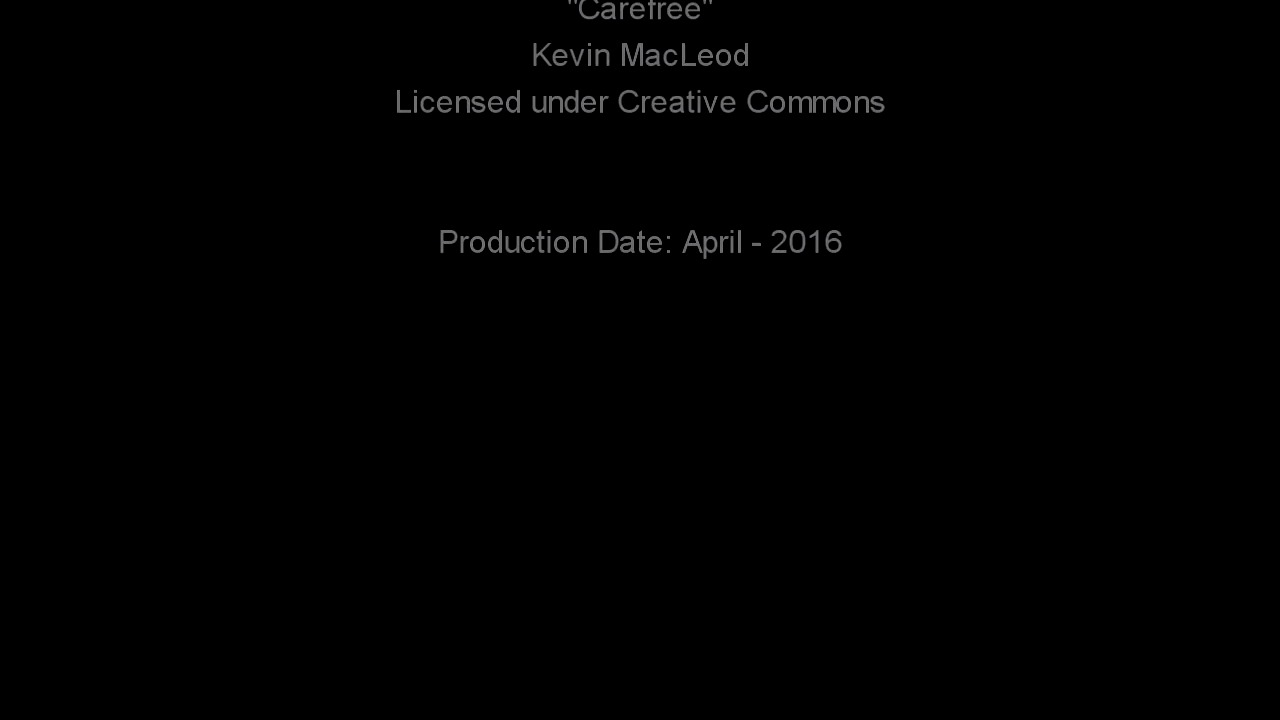 "Carefree"
Kevin MacLeod
Licensed under Creative Commons
Production Date: April - 2016